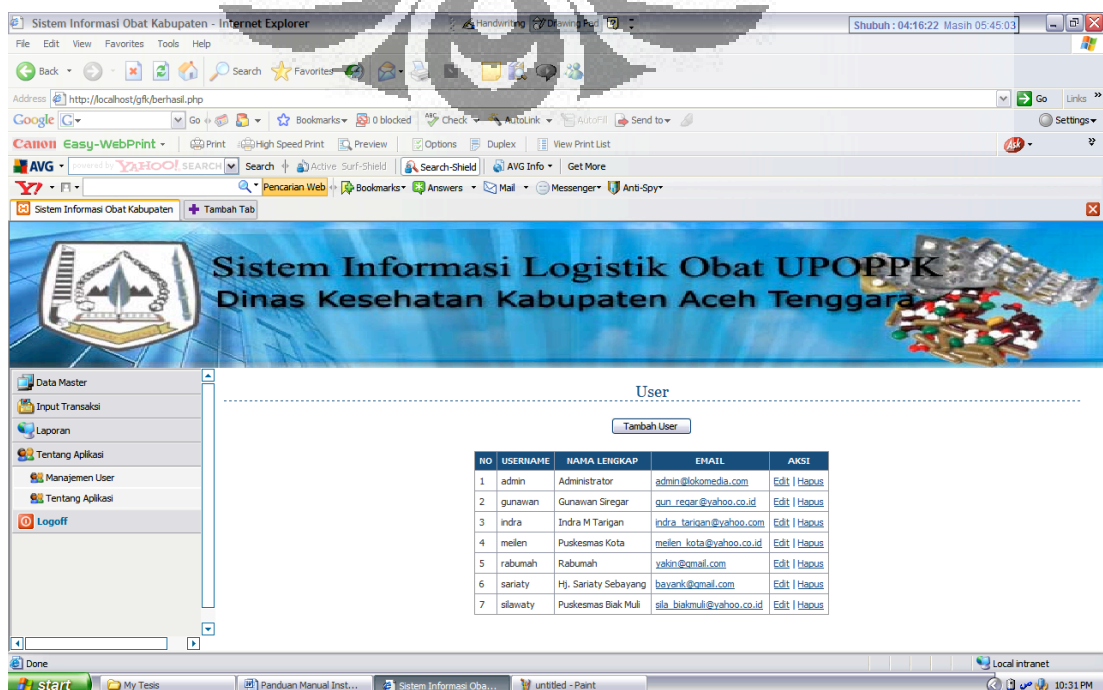 Sistem Informasi Obat Kabupaten - Internet Explorer
Handwriting Drawing Pad
Shubuh : 04:16:22 Masih 05:45:03
File Edit View Favorites Tools Help
Back Search Favorites
Address http://localhost/gfk/berhasil.php Go Links »
Google G Go Bookmarks 0 blocked Check AutoLink AutoFill Send to Settings
Canon Easy-WebPrint Print High Speed Print Preview Options Duplex View Print List Ask »
AVG powered by YAHOO! SEARCH Search Active Surf-Shield Search-Shield AVG Info Get More
Y! Pencarian Web Bookmarks Answers Mail Messenger Anti-Spy
Sistem Informasi Obat Kabupaten Tambah Tab
Sistem Informasi Logistik Obat UPOPPK
Dinas Kesehatan Kabupaten Aceh Tenggara
Data Master
Input Transaksi
Laporan
Tentang Aplikasi
Manajemen User
Tentang Aplikasi
Logoff
User
Tambah User
NO USERNAME NAMA LENGKAP EMAIL AKSI
1 admin Administrator admin@lokomedia.com Edit | Hapus
2 gunawan Gunawan Siregar gun_regar@yahoo.co.id Edit | Hapus
3 indra Indra M Tarigan indra_tarigan@yahoo.com Edit | Hapus
4 meilen Puskesmas Kota meilen_kota@yahoo.co.id Edit | Hapus
5 rabumah Rabumah yakin@gmail.com Edit | Hapus
6 sariaty Hj. Sariaty Sebayang bayank@gmail.com Edit | Hapus
7 silawaty Puskesmas Biak Muli sila_biakmuli@yahoo.co.id Edit | Hapus
Done Local intranet
start My Tesis Panduan Manual Inst... Sistem Informasi Oba... untitled - Paint 10:31 PM